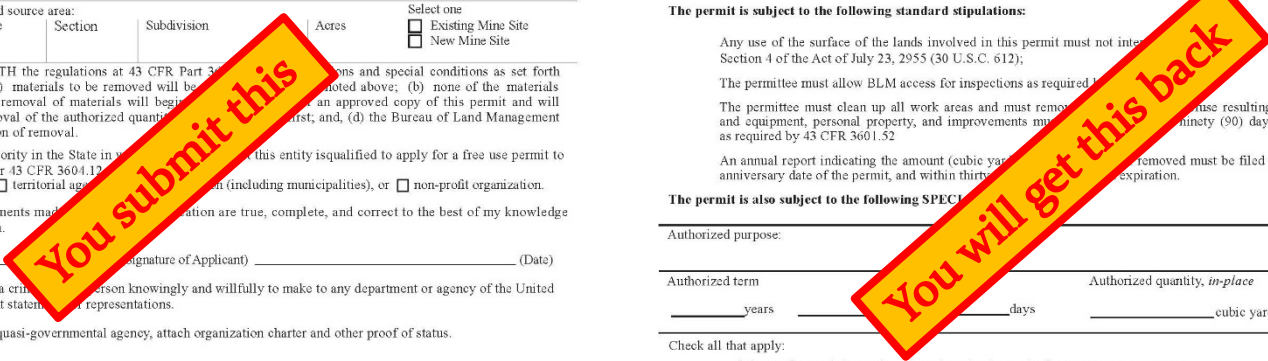 d source area:
e Section Subdivision Acres
Select one
Existing Mine Site
New Mine Site
TH the regulations at 43 CFR Part ons and special conditions as set forth
) materials to be removed will be noted above; (b) none of the materials
removal of materials will begin an approved copy of this permit and will
oval of the authorized quanti rst; and, (d) the Bureau of Land Management
on of removal.
ority in the State in this entity isqualified to apply for a free use permit to
r 43 CFR 3604.12
territorial age n (including municipalities), or non-profit organization.
ments mad ation are true, complete, and correct to the best of my knowledge
ignature of Applicant) (Date)
a crim erson knowingly and willfully to make to any department or agency of the United
t statem representations.
quasi-governmental agency, attach organization charter and other proof of status.
You submit this
The permit is subject to the following standard stipulations:
Any use of the surface of the lands involved in this permit must not inte
Section 4 of the Act of July 23, 2955 (30 U.S.C. 612);
The permittee must allow BLM access for inspections as required
The permittee must clean up all work areas and must remo use resulting
and equipment, personal property, and improvements mu ninety (90) day
as required by 43 CFR 3601.52
An annual report indicating the amount (cubic yar removed must be filed
anniversary date of the permit, and within thirty expiration.
The permit is also subject to the following SPECI
Authorized purpose:
Authorized term Authorized quantity, in-place
years days cubic yar
Check all that apply:
You will get this back